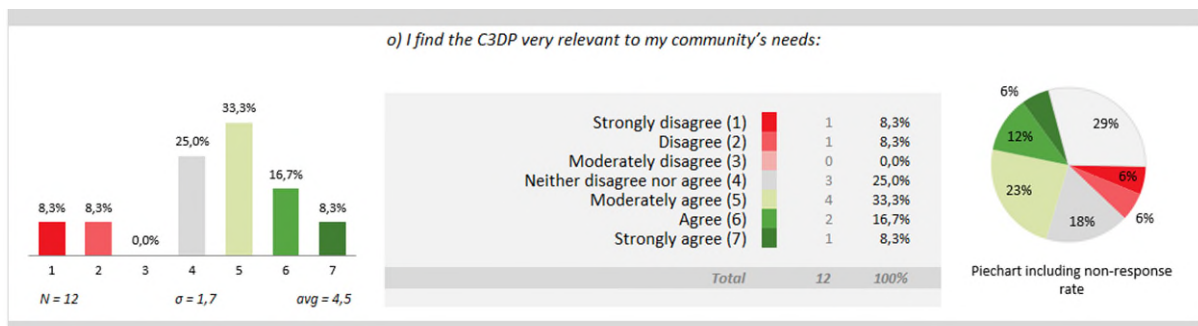 o) I find the C3DP very relevant to my community's needs:
33,3%
25,0%
16,7%
8,3%
8,3%
0,0%
8,3%
1 2 3 4 5 6 7
N = 12 σ = 1,7 avg = 4,5
Strongly disagree (1) 1 8,3%
Disagree (2) 1 8,3%
Moderately disagree (3) 0 0,0%
Neither disagree nor agree (4) 3 25,0%
Moderately agree (5) 4 33,3%
Agree (6) 2 16,7%
Strongly agree (7) 1 8,3%
Total 12 100%
6%
29%
12%
6%
23%
6%
18%
Piechart including non-response
rate